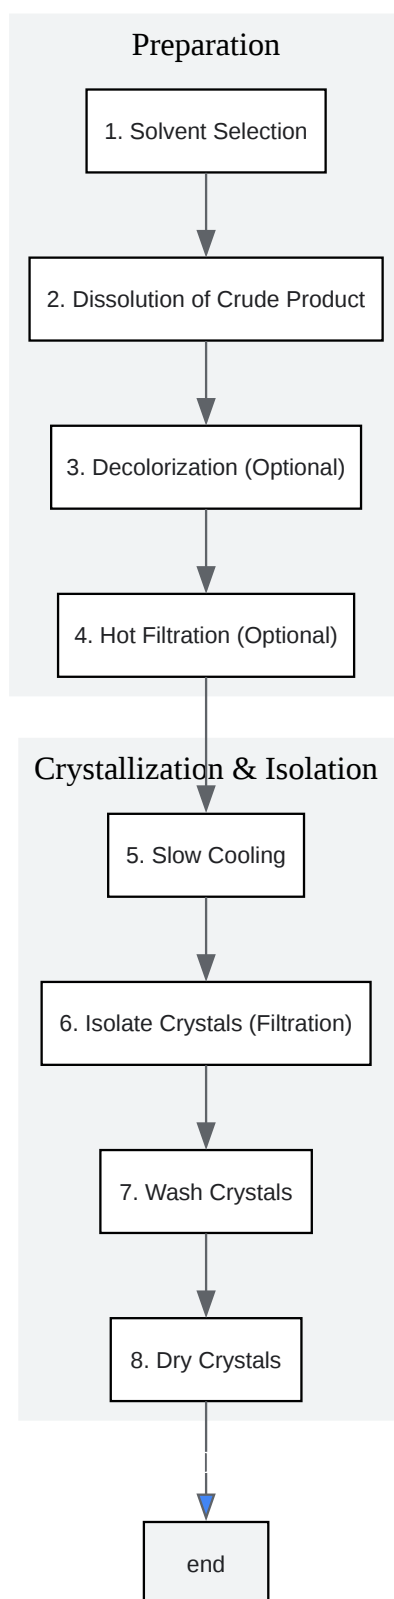 Preparation
1. Solvent Selection
2. Dissolution of Crude Product
3. Decolorization (Optional)
4. Hot Filtration (Optional)
Crystallization & Isolation
5. Slow Cooling
6. Isolate Crystals (Filtration)
7. Wash Crystals
8. Dry Crystals
end